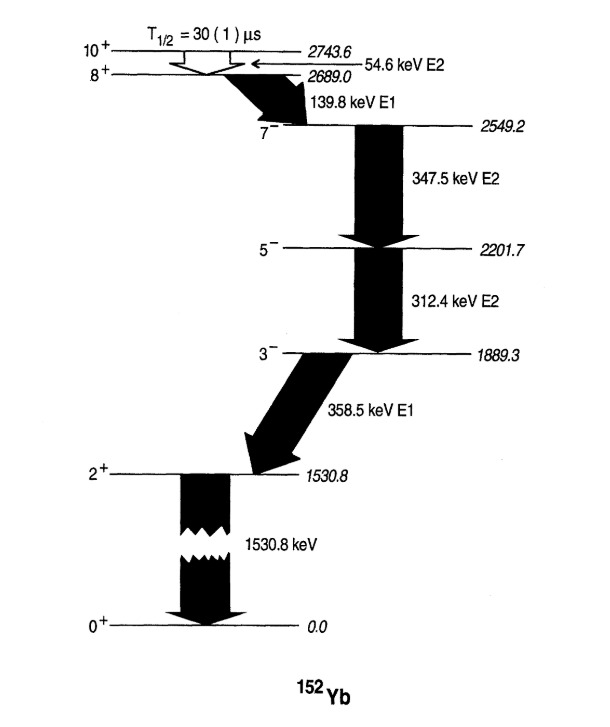 T1/2 = 30 ( 1 ) μs
10+ 2743.6
54.6 keV E2
8+ 2689.0
139.8 keV E1
7− 2549.2
347.5 keV E2
5− 2201.7
312.4 keV E2
3− 1889.3
358.5 keV E1
2+ 1530.8
1530.8 keV
0+ 0.0
152Yb